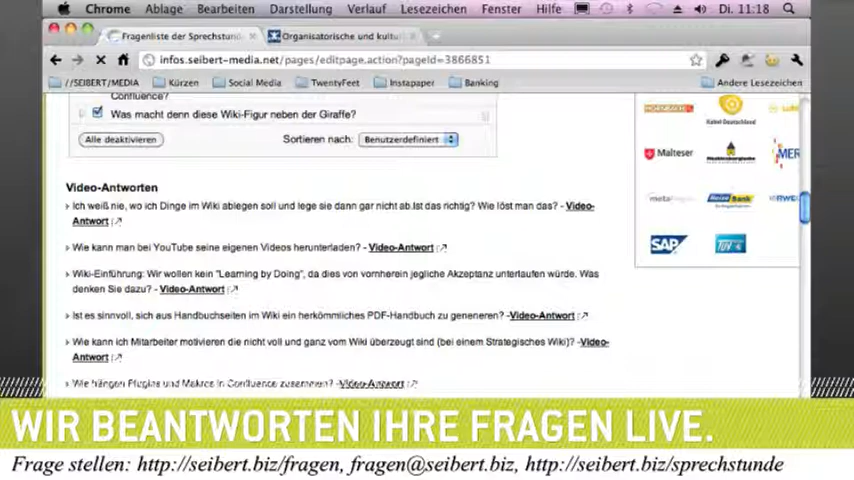 Chrome Ablage Bearbeiten Darstellung Verlauf Lesezeichen Fenster Hilfe Di. 11:18
Fragenliste der Sprechstund
Organisatorische und kultur
infos.seibert-media.net/pages/editpage.action?pageId=3866851
//SEIBERT/MEDIA Kürzen Social Media TwentyFeet Instapaper Banking Andere Lesezeichen
Confluence?
Was macht denn diese Wiki-Figur neben der Giraffe?
Alle deaktivieren Sortieren nach: Benutzerdefiniert
Kabel Deutschland
Malteser
MER
SAP
Video-Antworten
Ich weiß nie, wo ich Dinge im Wiki ablegen soll und lege sie dann gar nicht ab.Ist das richtig? Wie löst man das? - Video-
Antwort
Wie kann man bei YouTube seine eigenen Videos herunterladen? - Video-Antwort
Wiki-Einführung: Wir wollen kein "Learning by Doing", da dies von vornherein jegliche Akzeptanz unterlaufen würde. Was
denken Sie dazu? - Video-Antwort
Ist es sinnvoll, sich aus Handbuchseiten im Wiki ein herkömmliches PDF-Handbuch zu generieren? -Video-Antwort
Wie kann ich Mitarbeiter motivieren die nicht voll und ganz vom Wiki überzeugt sind (bei einem Strategisches Wiki)? -Video-
Antwort
Wie hängen Plugins und Makros in Confluence zusammen? -Video-Antwort
WIR BEANTWORTEN IHRE FRAGEN LIVE.
Frage stellen: http://seibert.biz/fragen, fragen@seibert.biz, http://seibert.biz/sprechstunde